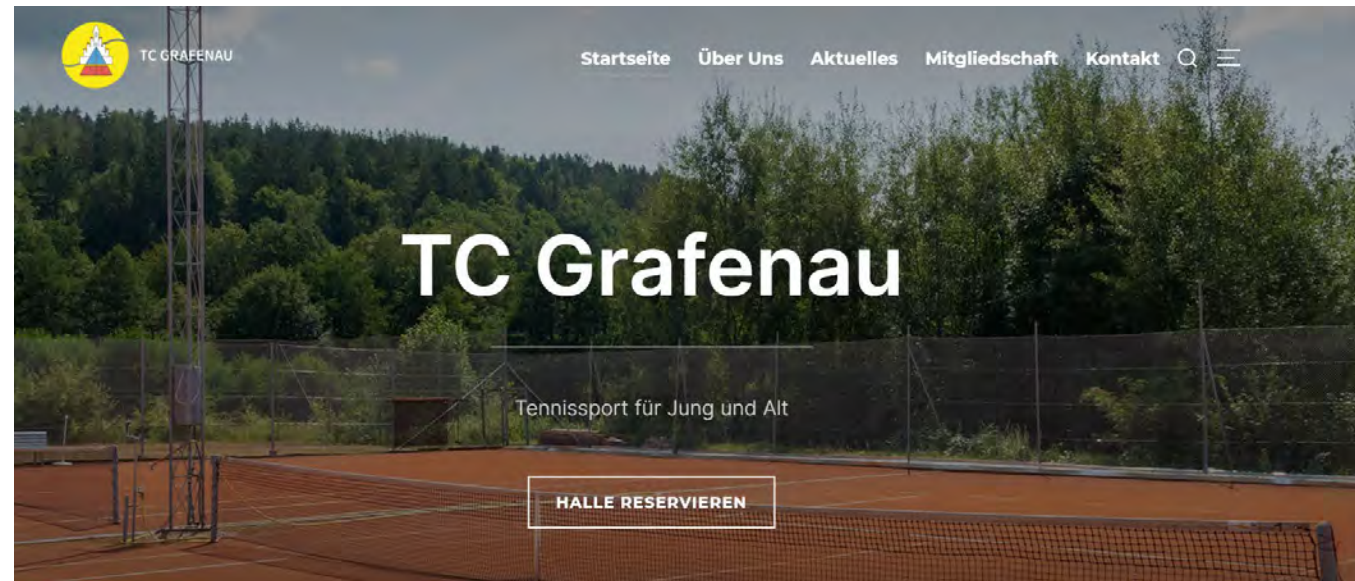 TC GRAFENAU
Startseite Über Uns Aktuelles Mitgliedschaft Kontakt
TC Grafenau
Tennissport für Jung und Alt
HALLE RESERVIEREN